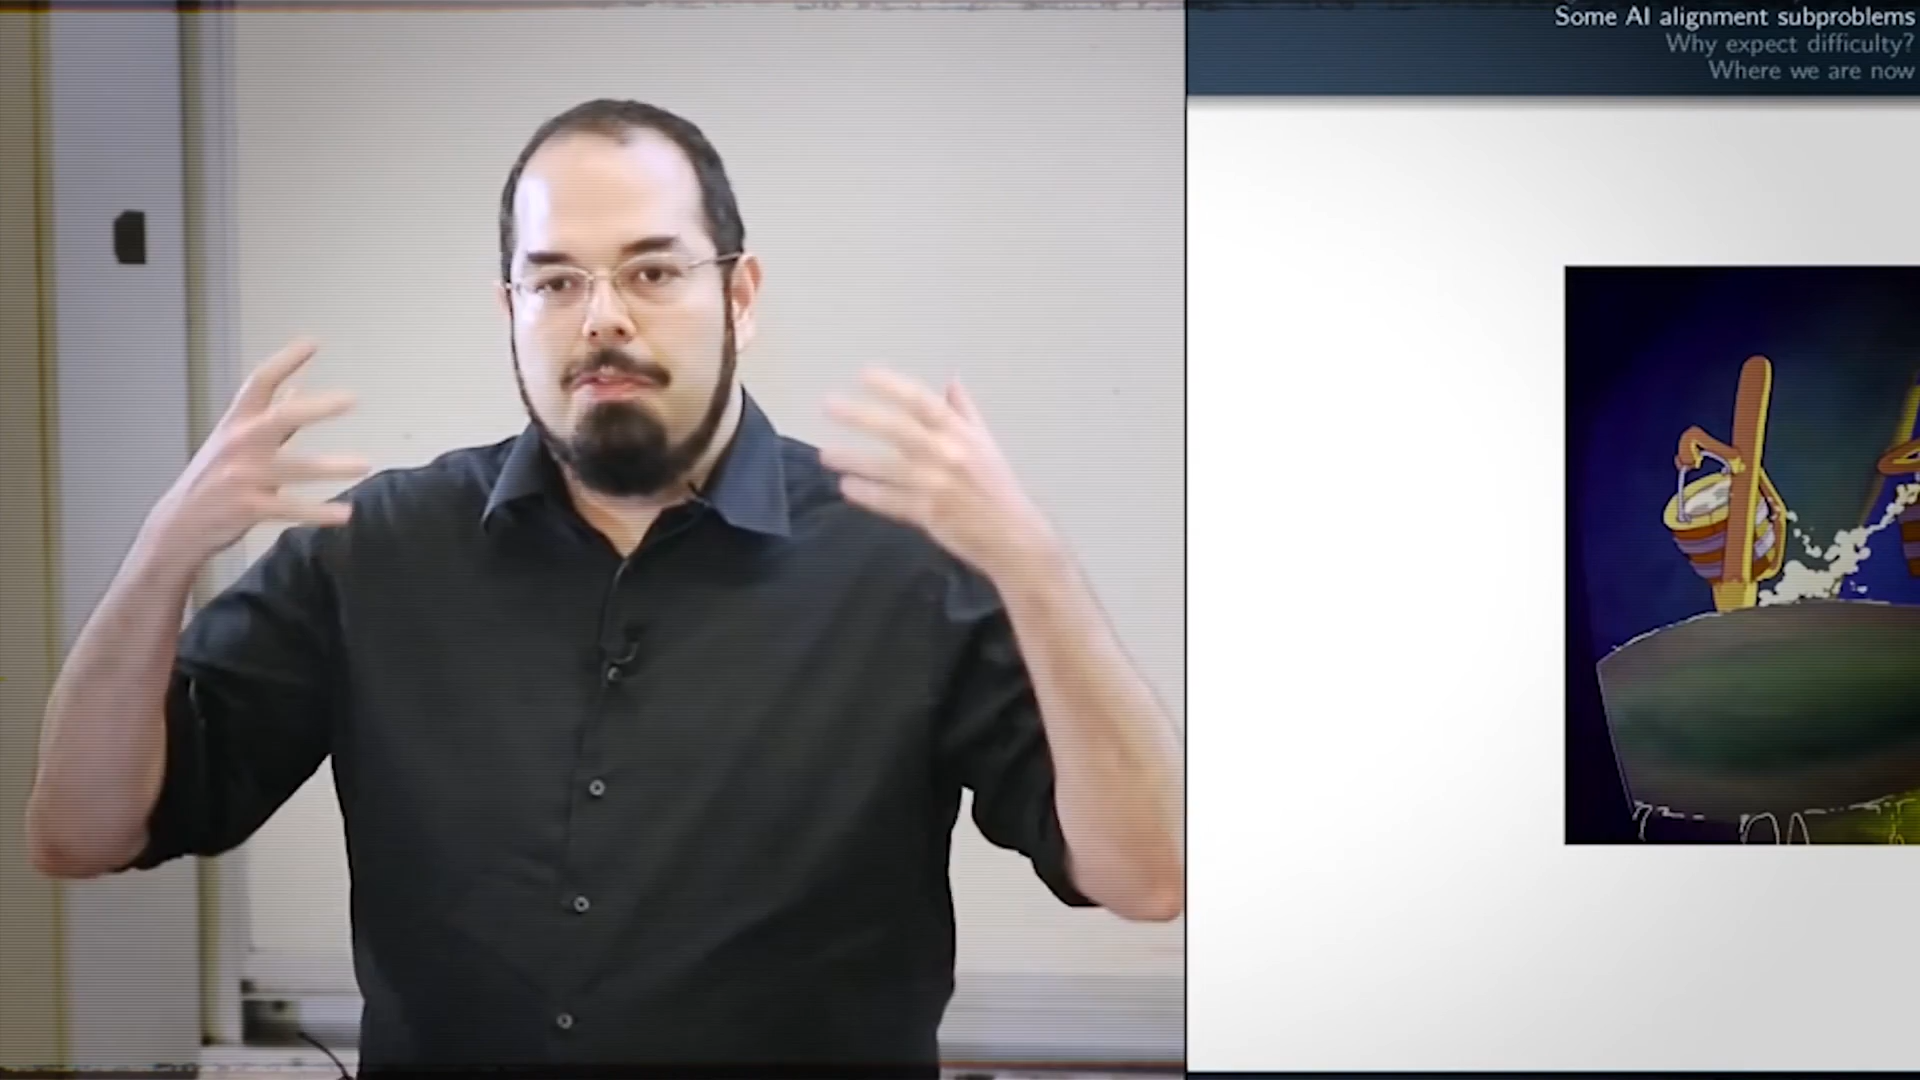 Some AI alignment subproblems
Why expect difficulty?
Where we are now